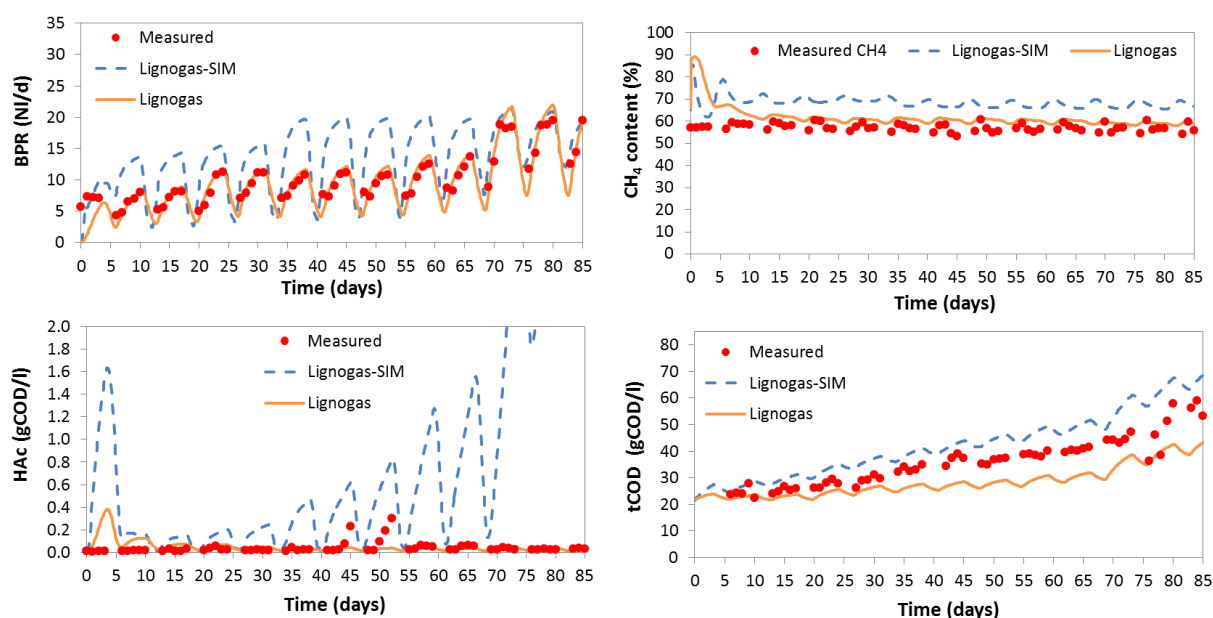 35
30
25
20
15
10
5
0
BPR (Nl/d)
Measured
Lignogas-SIM
Lignogas
0 5 10 15 20 25 30 35 40 45 50 55 60 65 70 75 80 85
Time (days)
100
90
80
70
60
50
40
30
20
10
0
CH4 content (%)
Measured CH4 Lignogas-SIM Lignogas
0 5 10 15 20 25 30 35 40 45 50 55 60 65 70 75 80 85
Time (days)
2.0
1.8
1.6
1.4
1.2
1.0
0.8
0.6
0.4
0.2
0.0
HAc (gCOD/l)
Measured
Lignogas-SIM
Lignogas
0 5 10 15 20 25 30 35 40 45 50 55 60 65 70 75 80 85
Time (days)
80
70
60
50
40
30
20
10
0
tCOD (gCOD/l)
Measured
Lignogas-SIM
Lignogas
0 5 10 15 20 25 30 35 40 45 50 55 60 65 70 75 80 85
Time (days)